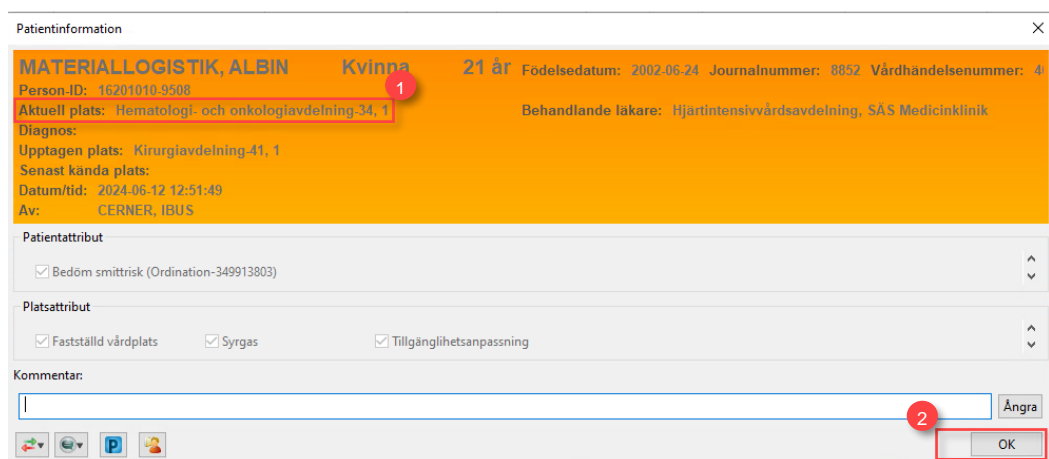 Patientinformation
MATERIALLOGISTIK, ALBIN Kvinna 21 år Födelsedatum: 2002-06-24 Journalnummer: 8852 Vårdhändelsenummer:
Person-ID: 16201010-9508
1
Aktuell plats: Hematologi- och onkologiavdelning-34, 1 Behandlande läkare: Hjärtintensivvårdsavdelning, SÄS Medicinklinik
Diagnos:
Upptagen plats: Kirurgiavdelning-41, 1
Senast kända plats:
Datum/tid: 2024-06-12 12:51:49
Av: CERNER, IBUS
Patientattribut
Bedöm smittrisk (Ordination-349913803)
Platsattribut
Fastställd vårdplats Syrgas Tillgänglihetsanpassning
Kommentar:
Ångra
2
P OK